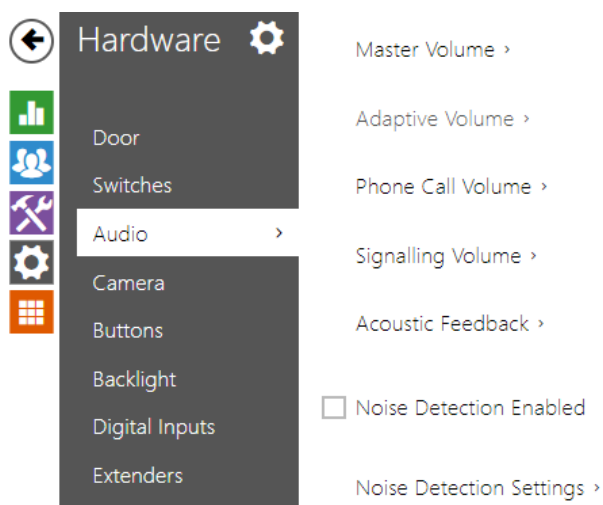 Hardware
Door
Switches
Audio
Camera
Buttons
Backlight
Digital Inputs
Extenders
Master Volume
Adaptive Volume
Phone Call Volume
Signalling Volume
Acoustic Feedback
Noise Detection Enabled
Noise Detection Settings